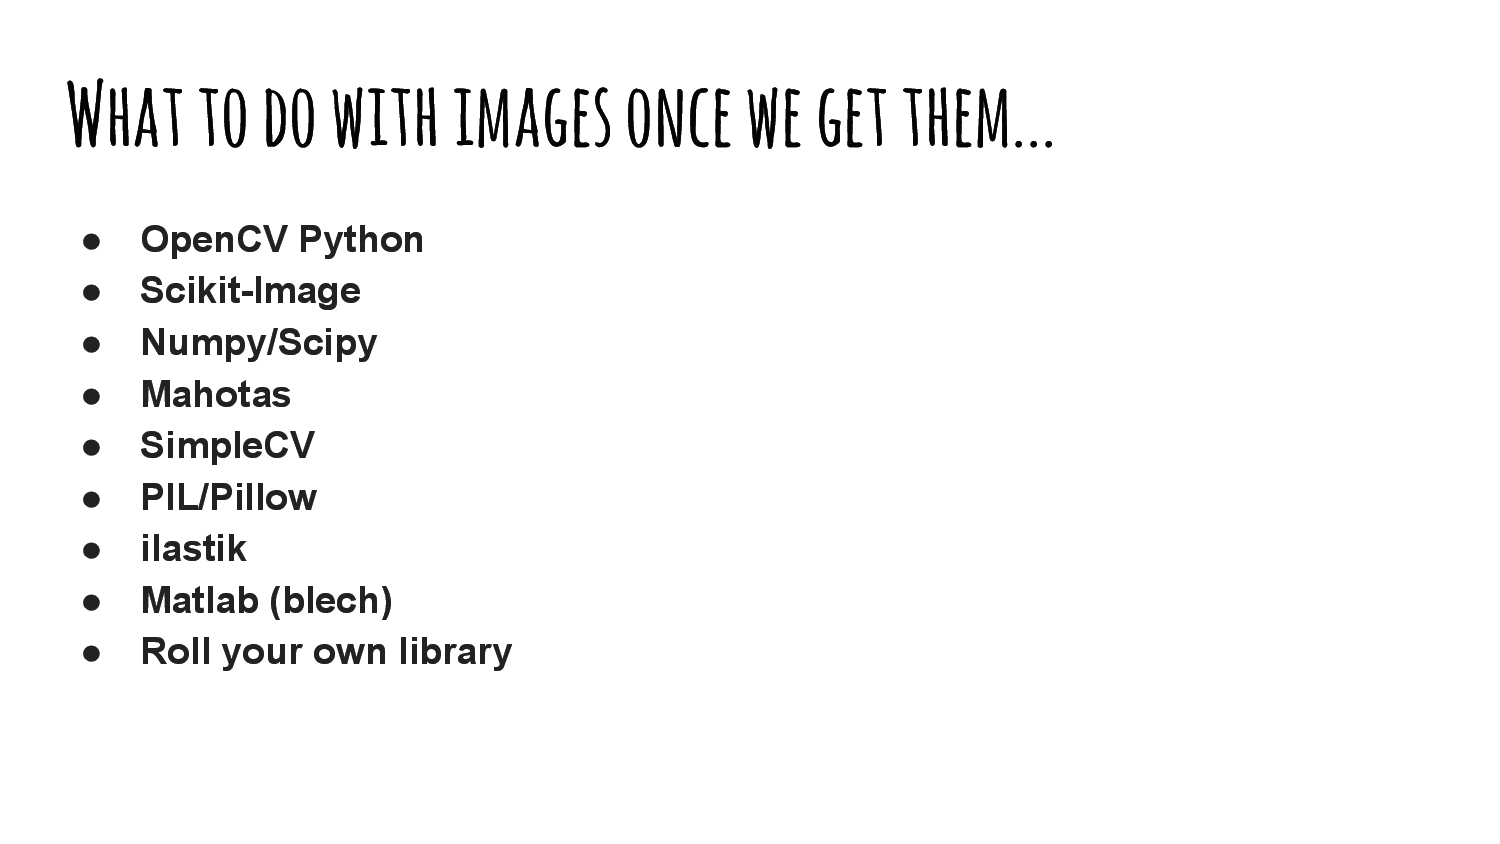 What to do with images once we get them...
● OpenCV Python
● Scikit-Image
● Numpy/Scipy
● Mahotas
● SimpleCV
● PIL/Pillow
● ilastik
● Matlab (blech)
● Roll your own library